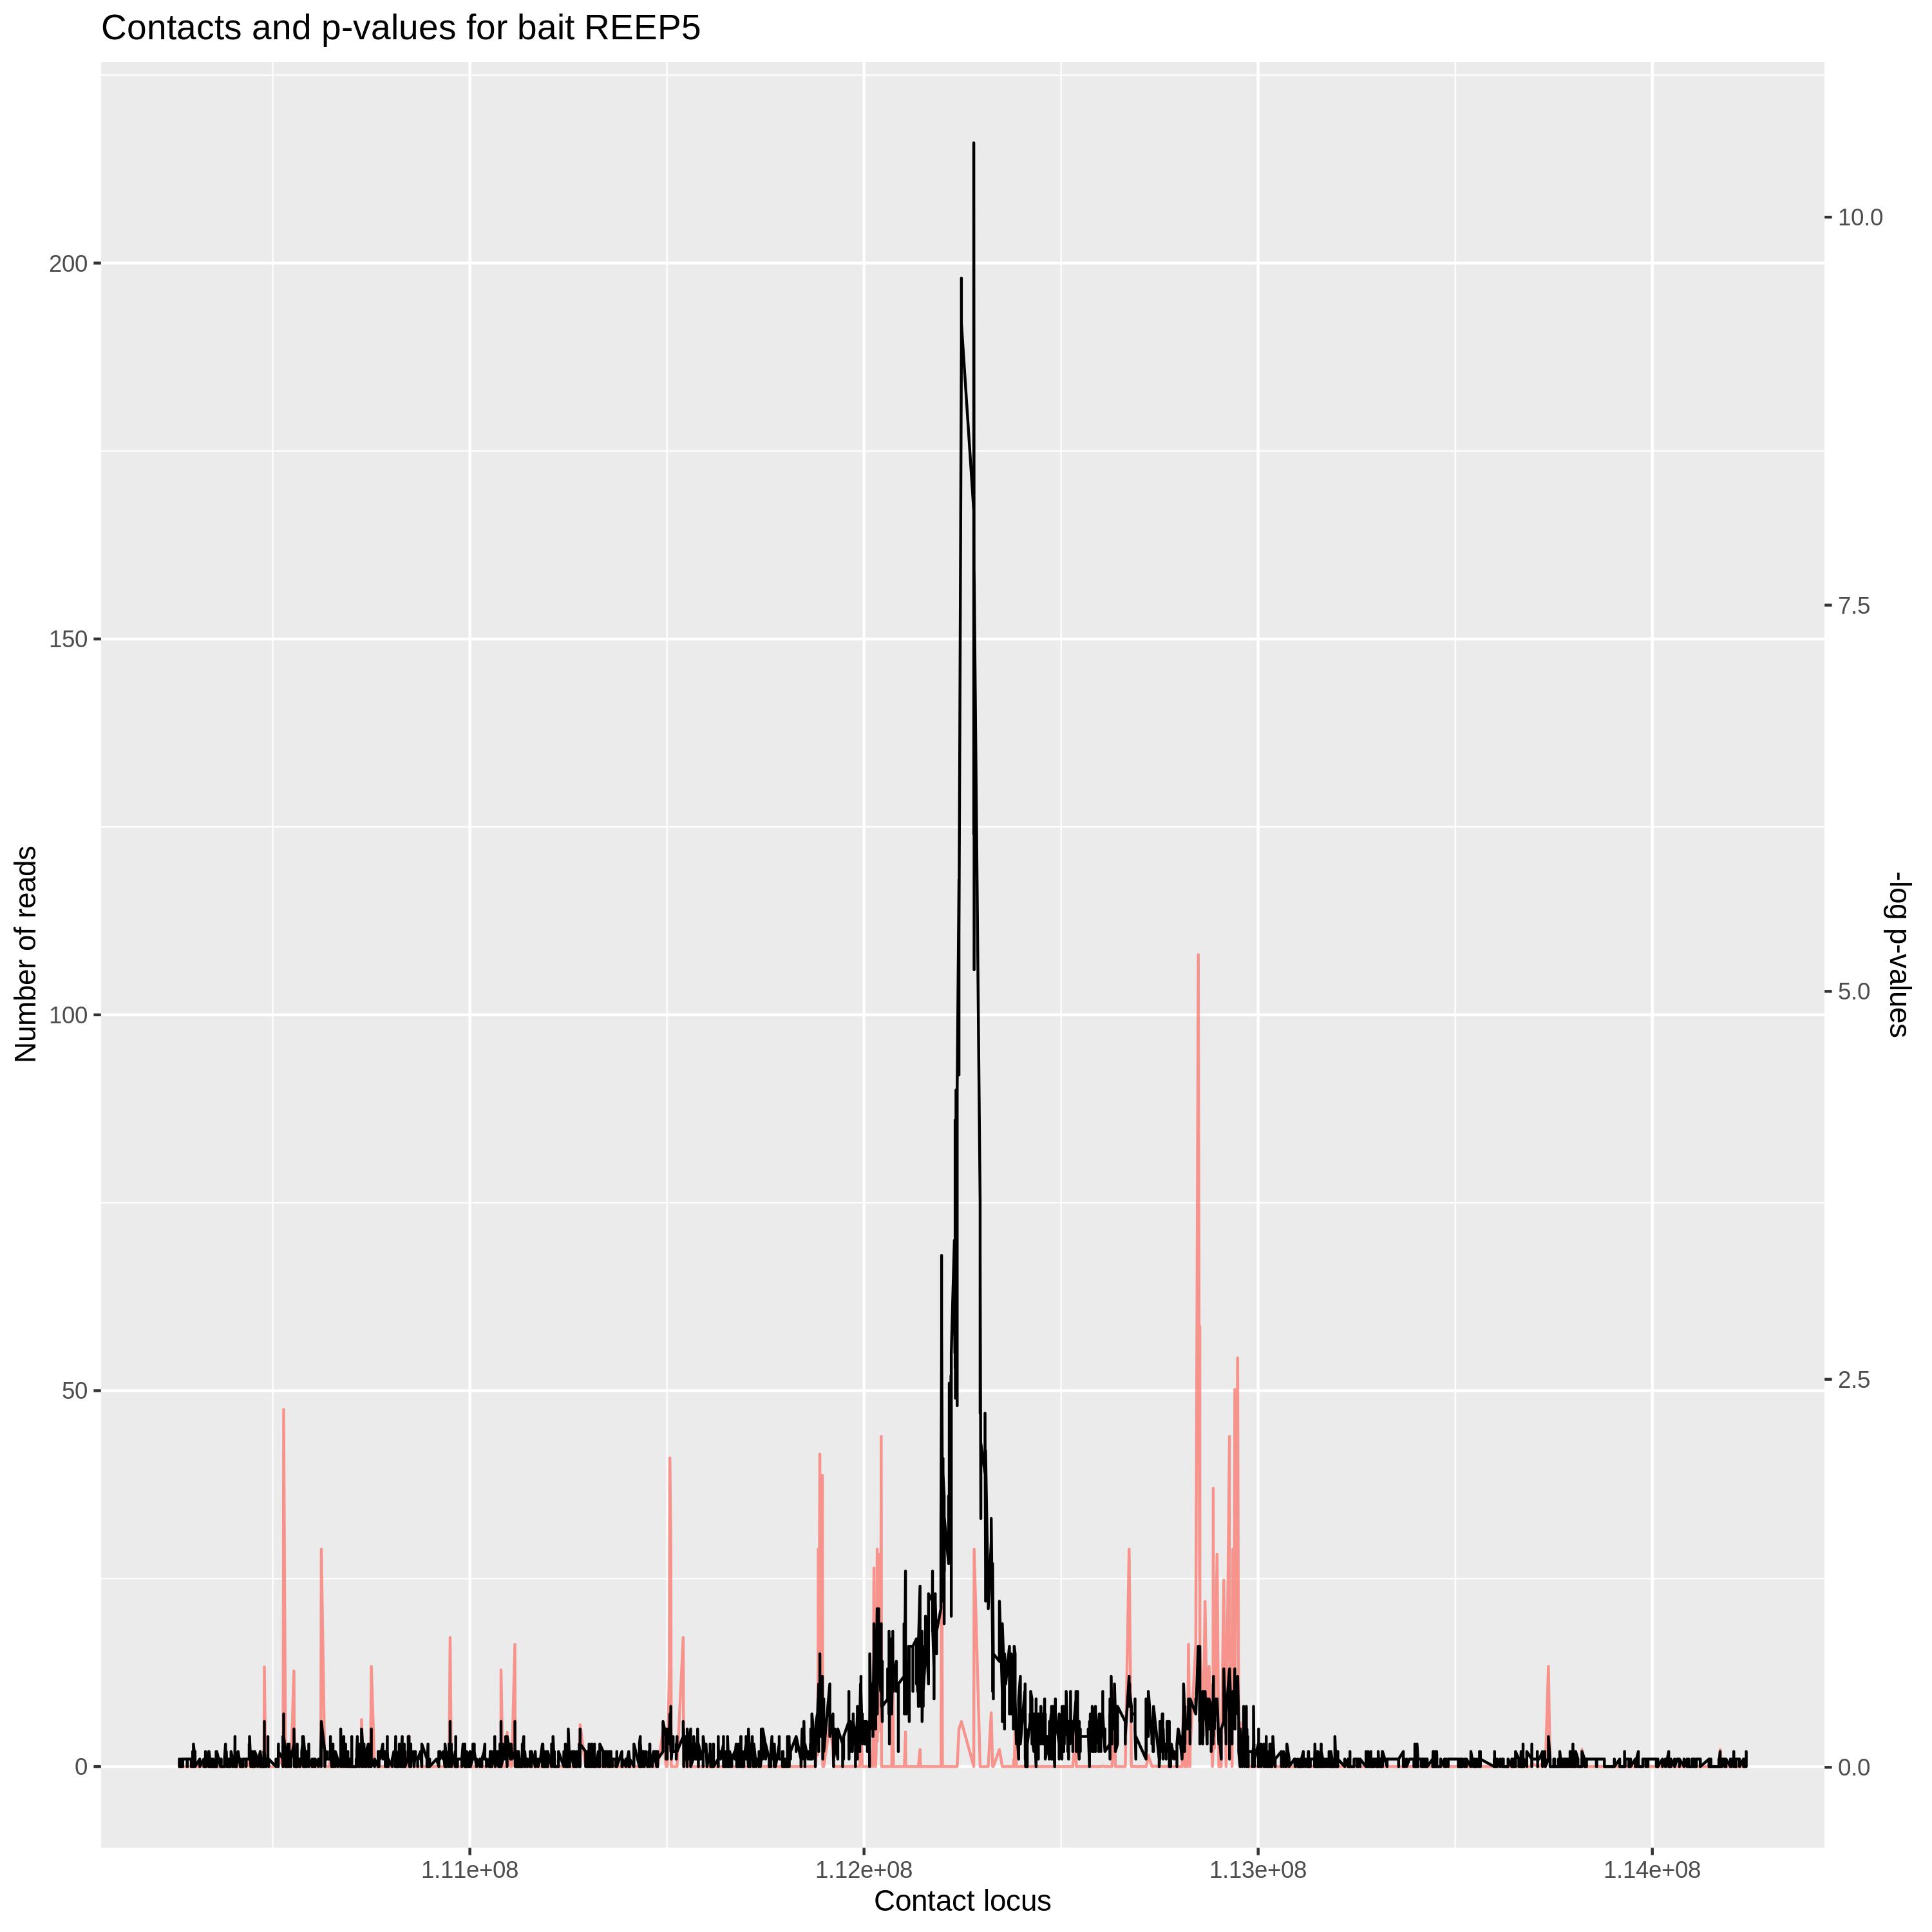 Contacts and p-values for bait REEP5
Number of reads
200
150
100
50
0
10.0
7.5
5.0
2.5
0.0
-log p-values
1.11e+08
1.12e+08
1.13e+08
1.14e+08
Contact locus